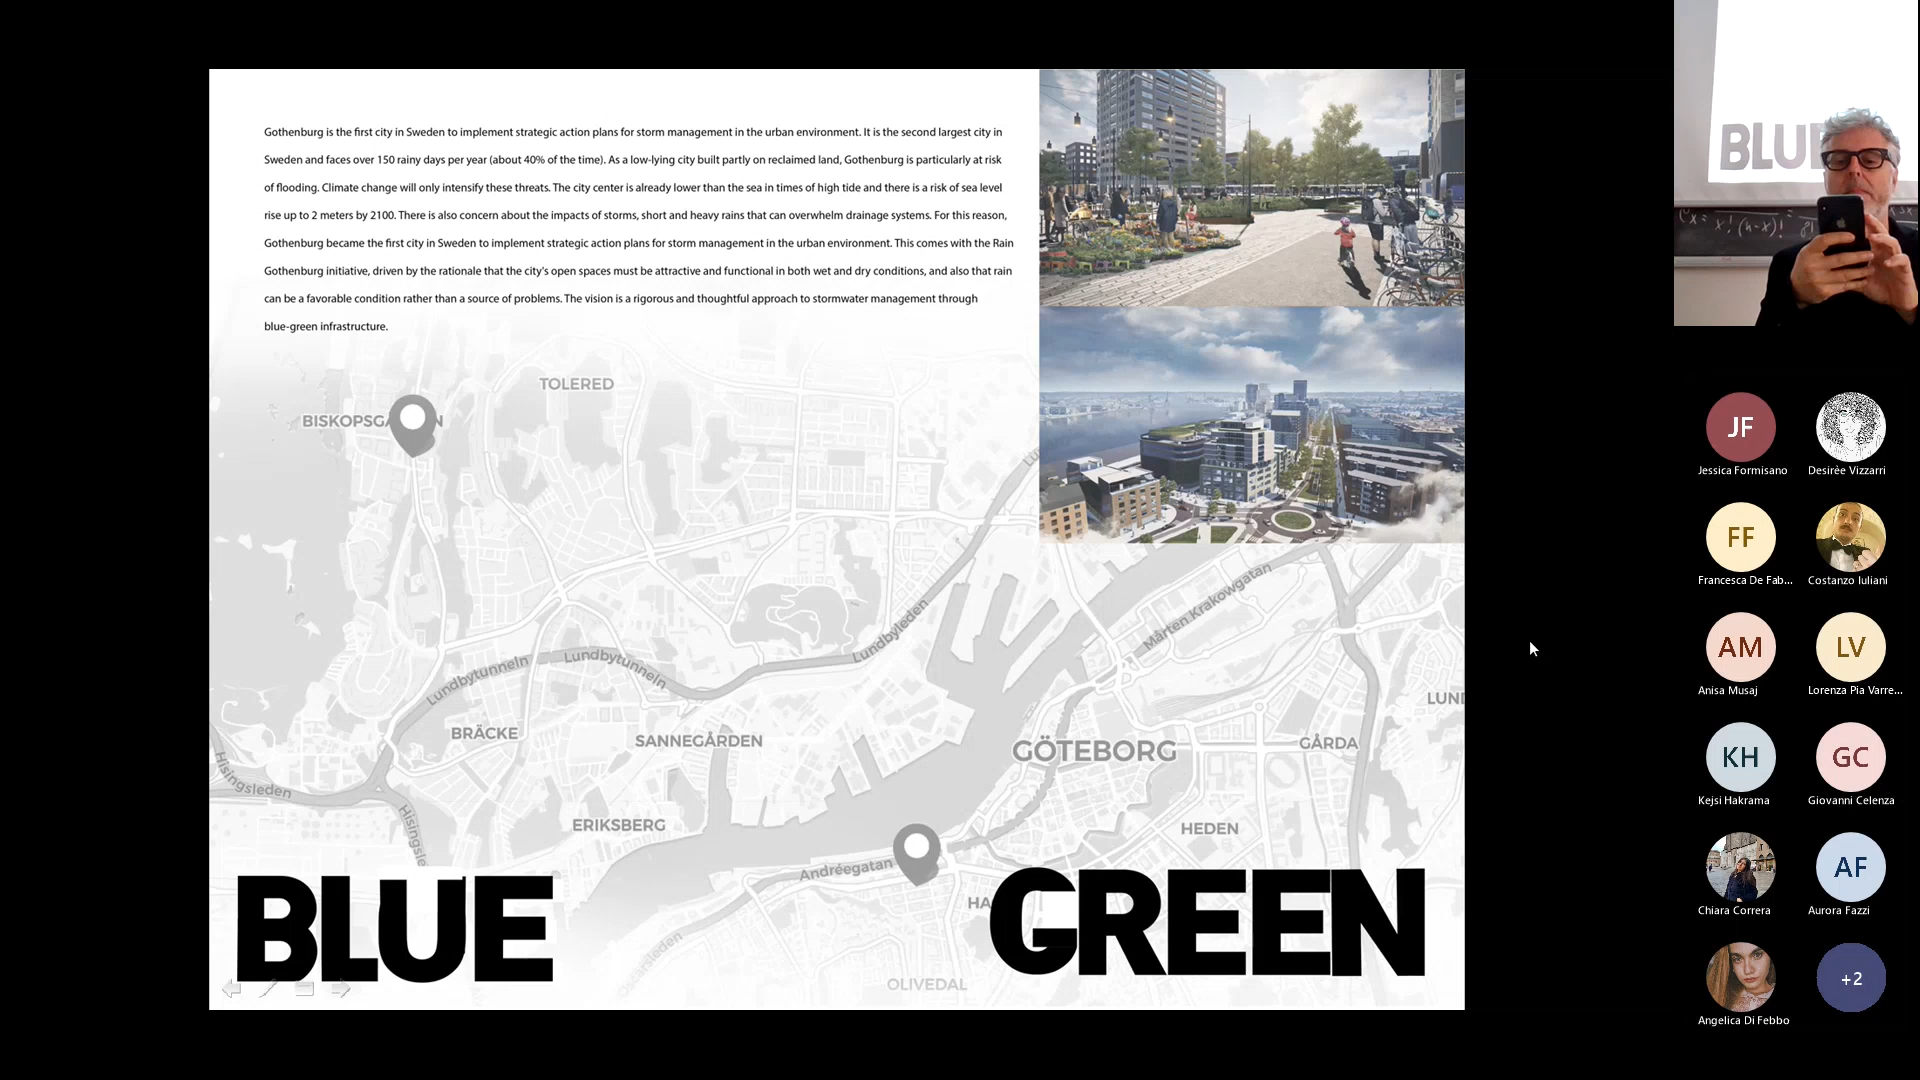 Gothenburg is the first city in Sweden to implement strategic action plans for storm management in the urban environment. It is the second largest city in
Sweden and faces over 150 rainy days per year (about 40% of the time). As a low-lying city built partly on reclaimed land, Gothenburg is particularly at risk
of flooding. Climate change will only intensify these threats. The city center is already lower than the sea in times of high tide and there is a risk of sea level
rise up to 2 meters by 2100. There is also concern about the impacts of storms, short and heavy rains that can overwhelm drainage systems. For this reason,
Gothenburg became the first city in Sweden to implement strategic action plans for storm management in the urban environment. This comes with the Rain
Gothenburg initiative, driven by the rationale that the city's open spaces must be attractive and functional in both wet and dry conditions, and also that rain
can be a favorable condition rather than a source of problems. The vision is a rigorous and thoughtful approach to stormwater management through
blue-green infrastructure.
TOLERED
Lundbyleden
Mårten Krakowgatan
Lundbytunneln
Lundbytunneln
BRÄCKE
SANNEGÅRDEN
GÖTEBORG
GÅRDA
LUND
Hisingsleden
ERIKSBERG
HEDEN
Hisingsle
Andréegatan
HA
OLIVEDAL
BLUE
GREEN
BLUE
JF
Jessica Formisano
Desirèe Vizzarri
FF
Francesca De Fab...
Costanzo Iuliani
AM
Anisa Musaj
LV
Lorenza Pia Varre...
KH
Kejsi Hakrama
GC
Giovanni Celenza
Chiara Correra
AF
Aurora Fazzi
Angelica Di Febbo
+2